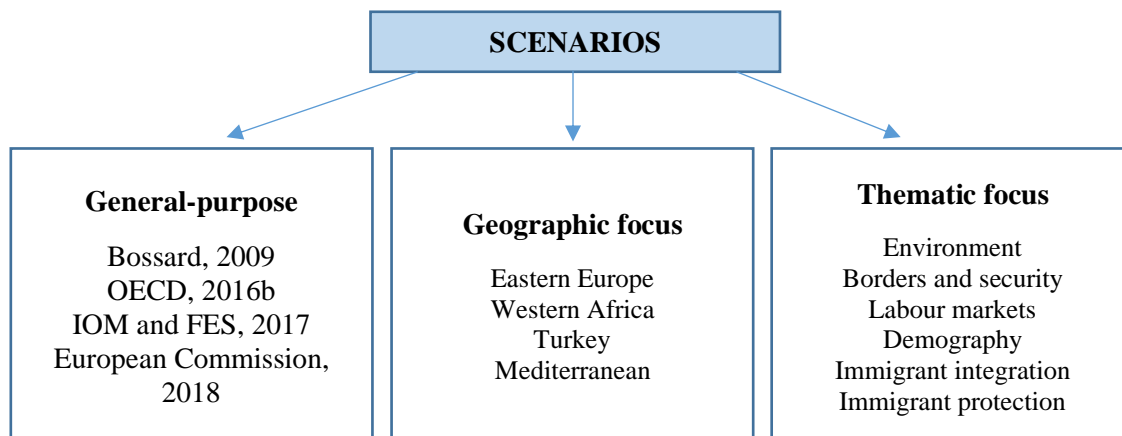 SCENARIOS
General-purpose
Bossard, 2009
OECD, 2016b
IOM and FES, 2017
European Commission,
2018
Geographic focus
Eastern Europe
Western Africa
Turkey
Mediterranean
Thematic focus
Environment
Borders and security
Labour markets
Demography
Immigrant integration
Immigrant protection